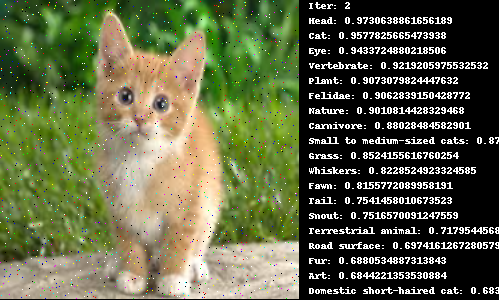 Iter: 2
Head: 0.9730638861656189
Cat: 0.9577825665473938
Eye: 0.9433724880218506
Vertebrate: 0.9219205975532532
Plant: 0.9073079824447632
Felidae: 0.9062839150428772
Nature: 0.9010814428329468
Carnivore: 0.88028484582901
Small to medium-sized cats: 0.87
Grass: 0.8524155616760254
Whiskers: 0.8228524923324585
Fawn: 0.8155772089958191
Tail: 0.7541458010673523
Snout: 0.7516570091247559
Terrestrial animal: 0.7179544568
Road surface: 0.6974161267280579
Fur: 0.6880534887313843
Art: 0.6844221353530884
Domestic short-haired cat: 0.683